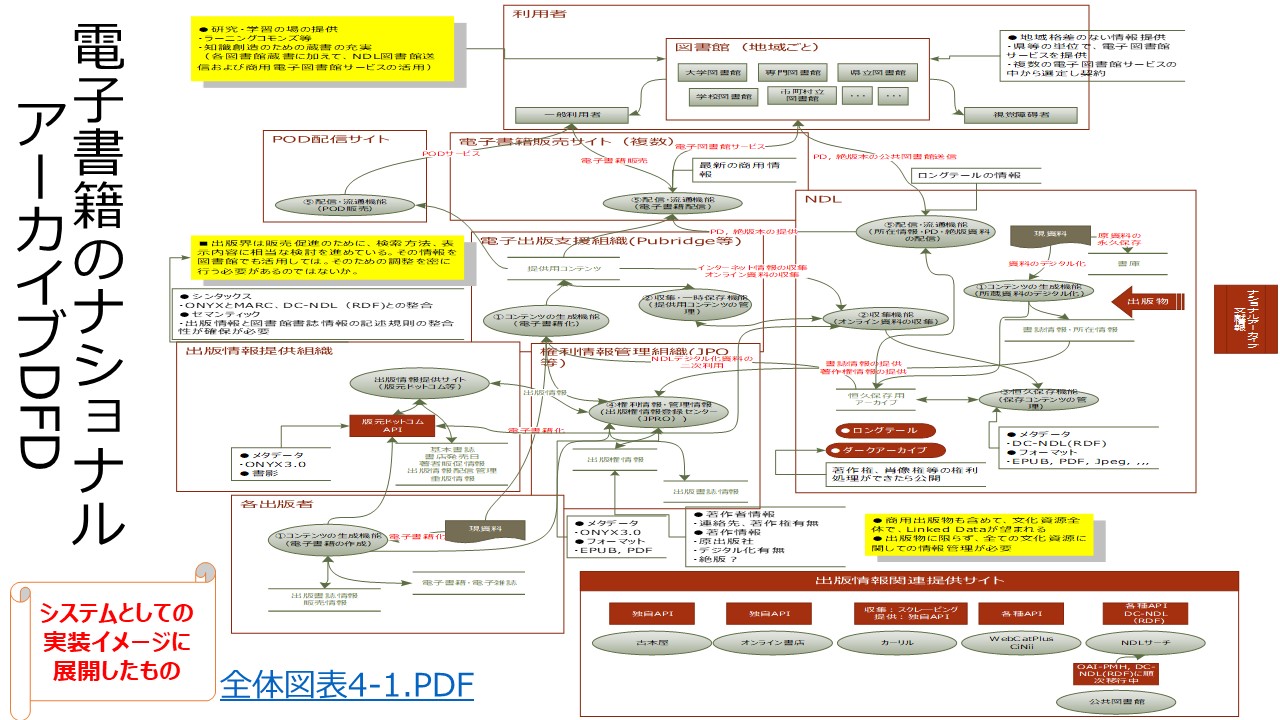 電子書籍のナショナル
アーカイブDFD
● 研究・学習の場の提供
・ラーニングコモンズ等
・知識創造のための蔵書の充実
（各図書館蔵書に加えて、NDL図書館送
信および商用電子図書館サービスの活用）
利用者
図書館（地域ごと）
大学図書館
専門図書館
県立図書館
学校図書館
市町村立
図書館
・・・
・・・
一般利用者
視覚障碍者
● 地域格差のない情報提供
・県等の単位で、電子図書館
サービスを提供
・複数の電子図書館サービスの
中から選定し契約
POD配信サイト
PODサービス
⑤配信・流通機能
（POD販売）
電子書籍販売サイト（複数）
電子図書館サービス
電子書籍販売
最新の商用情
報
⑤配信・流通機能
（電子書籍配信）
PD，絶版本の公共図書館送信
ロングテールの情報
NDL
⑤配信・流通機能
（所在情報・PD・絶版資料
の配信）
PD，絶版本の提供
現資料
原資料の
永久保存
資料のデジタル化
書庫
①コンテンツの生成機能
（所蔵資料のデジタル化）
出版物
書誌情報・所在情報
■ 出版界は販売促進のために、検索方法、表
示内容に相当な検討を進めている。その情報を
図書館でも活用しては。そのための調整を密に
行う必要があるのではないか。
● シンタックス
・ONYXとMARC、DC-NDL（RDF）との整合
● セマンティック
・出版情報と図書館書誌情報の記述規則の整合
性が確保が必要
電子出版支援組織(Pubridge等)
提供用コンテンツ
インターネット情報の収集
オンライン資料の収集
①コンテンツの生成機能
（電子書籍化）
②収集・一時保存機能
（提供用コンテンツの管
理）
②収集機能
（オンライン資料の収集）
出版情報提供組織
出版情報提供サイト
（版元ドットコム等）
版元ドットコム
API
基本書誌
書店発売日
著者販促情報
出版情報配信管理
重版情報
● メタデータ
・ONYX3.0
● 書影
権利情報管理組織(JPO
等)
NDLデジタル化資料の
二次利用
出版情報
④権利情報・管理情報
（出版権情報登録センター
（JPRO））
電子書籍化
出版権情報
出版書誌情報
書誌情報の提供
著作権情報の提供
恒久保存用
アーカイブ
③恒久保存機能
（保存コンテンツの管
理）
● ロングテール
● ダークアーカイブ
著作権、肖像権等の権利
処理ができたら公開
● メタデータ
・DC-NDL(RDF)
● フォーマット
・EPUB, PDF, Jpeg, ,,,
各出版者
①コンテンツの生成機能
（電子書籍の作成）
電子書籍化
現資料
電子書籍・電子雑誌
出版書誌情報
販売情報
● メタデータ
・ONYX3.0
● フォーマット
・EPUB, PDF
● 著作者情報
・連絡先、著作権有無
● 著作情報
・原出版社
・デジタル化有無
・絶版？
● 商用出版物も含めて、文化資源全
体で、Linked Dataが望まれる
● 出版物に限らず、全ての文化資源に
関しての情報管理が必要
出版情報関連提供サイト
独自API
独自API
収集：スクレーピング
提供：独自API
各種API
各種API
DC-NDL
(RDF)
古本屋
オンライン書店
カーリル
WebCatPlus
CiNii
NDLサーチ
OAI-PMH, DC-
NDL(RDF)に順
次移行中
公共図書館
システムとしての
実装イメージに
展開したもの
全体図表4-1.PDF